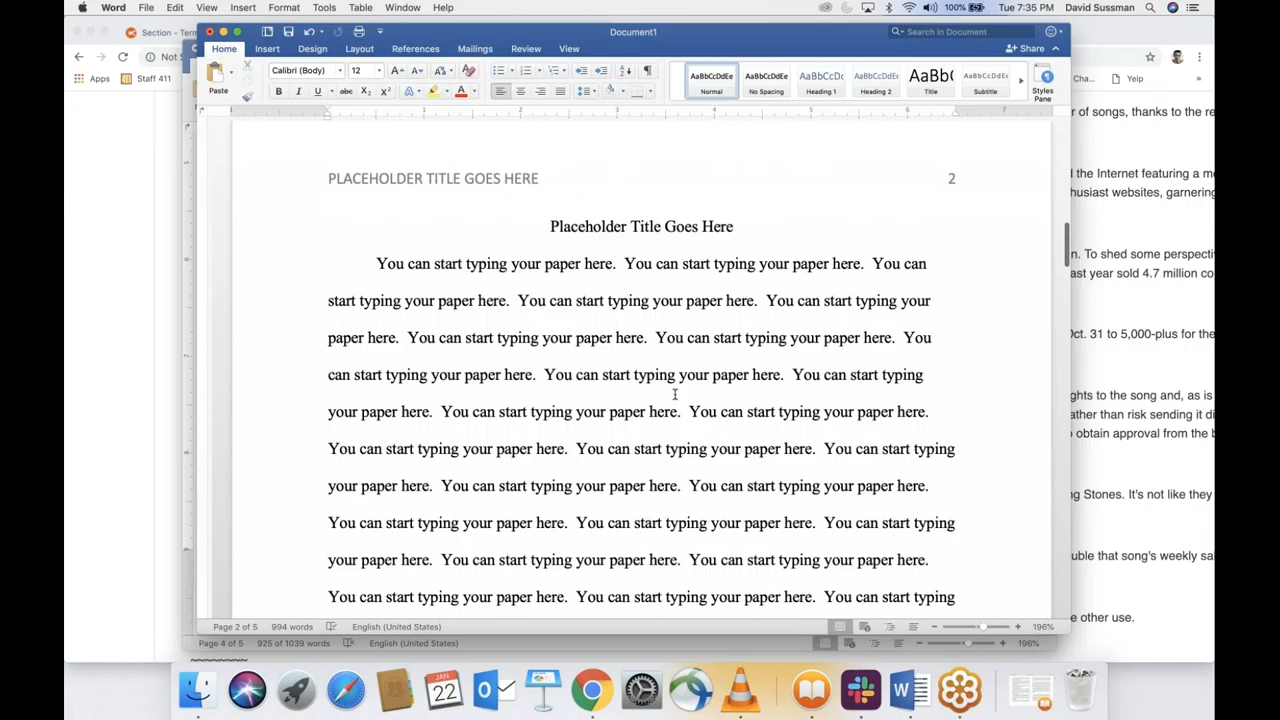 Word File Edit View Insert Format Tools Table Window Help 100% Tue 7:35 PM David Sussman
Section - Term
Document1
Search in Document
Home Insert Design Layout References Mailings Review View Share
Not S
Apps Staff 411
Cha... Yelp
Paste
Calibri (Body) 12
AaBbCcDdEe AaBbCcDdEe AaBbCcDc AaBbCcDdEe AaBb( AaBbCcDdEe
Normal No Spacing Heading 1 Heading 2 Title Subtitle
Styles
Pane
PLACEHOLDER TITLE GOES HERE 2
Placeholder Title Goes Here
You can start typing your paper here. You can start typing your paper here. You can
start typing your paper here. You can start typing your paper here. You can start typing your
paper here. You can start typing your paper here. You can start typing your paper here. You
can start typing your paper here. You can start typing your paper here. You can start typing
your paper here. You can start typing your paper here. You can start typing your paper here.
You can start typing your paper here. You can start typing your paper here. You can start typing
your paper here. You can start typing your paper here. You can start typing your paper here.
You can start typing your paper here. You can start typing your paper here. You can start typing
your paper here. You can start typing your paper here. You can start typing your paper here.
You can start typing your paper here. You can start typing your paper here. You can start typing
r of songs, thanks to the re
d the Internet featuring a m
husiast websites, garnering
n. To shed some perspecti
ast year sold 4.7 million co
Oct. 31 to 5,000-plus for the
ghts to the song and, as is
ather than risk sending it di
o obtain approval from the b
ng Stones. It's not like they
uble that song's weekly sa
e other use.
Page 2 of 5 994 words English (United States) 196%
Page 4 of 5 925 of 1039 words English (United States) 196%
JAN
22